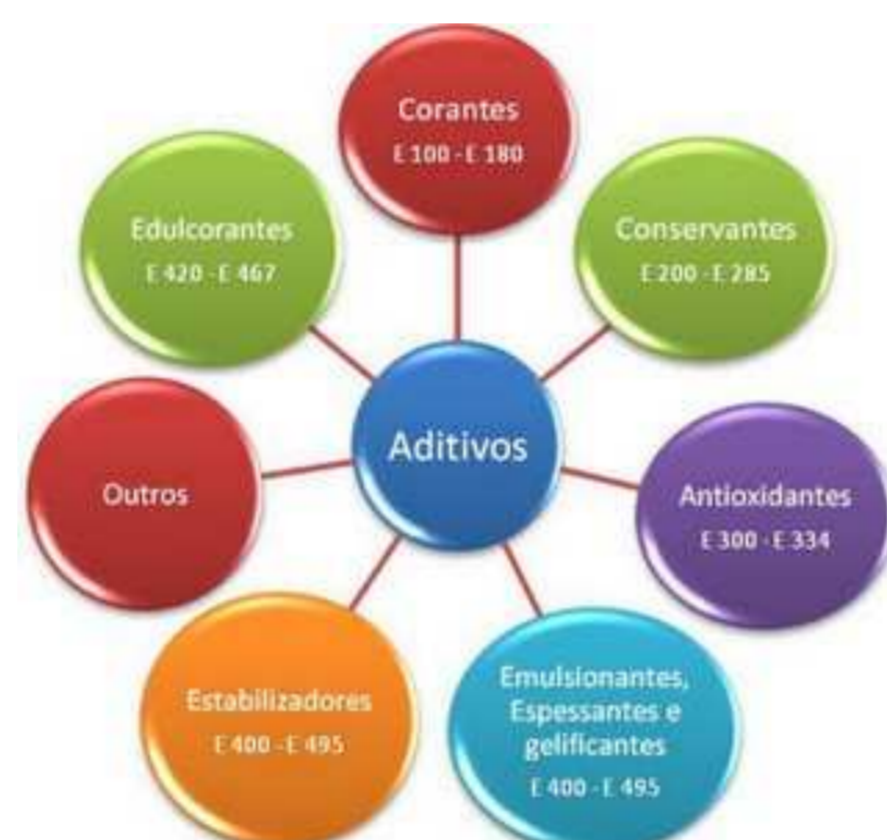 Corantes
E 100 - E 180
Conservantes
E 200 - E 285
Antioxidantes
E 300 - E 334
Emulsionantes,
Espessantes e
gelificantes
E 400 - E 495
Estabilizadores
E 400 - E 495
Outros
Edulcorantes
E 420 - E 467
Aditivos